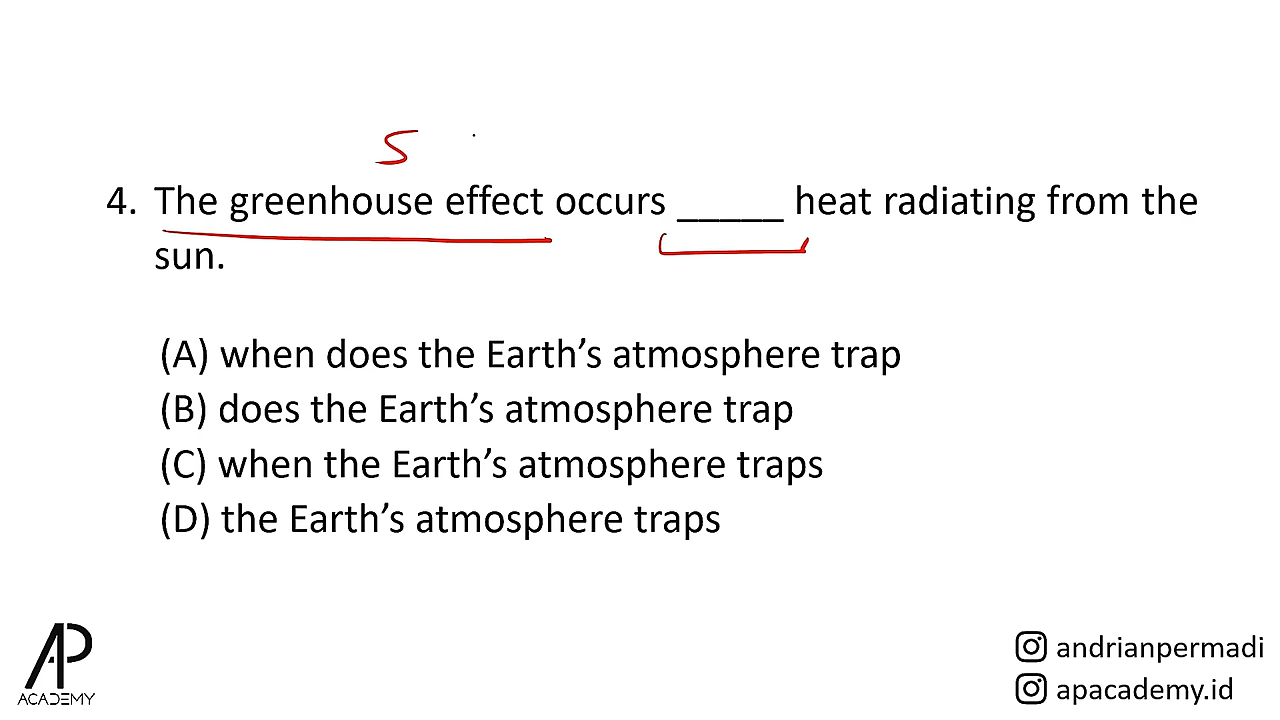 S
4. The greenhouse effect occurs _____ heat radiating from the
sun.
(A) when does the Earth’s atmosphere trap
(B) does the Earth’s atmosphere trap
(C) when the Earth’s atmosphere traps
(D) the Earth’s atmosphere traps
AP
ACADEMY
andrianpermadi
apacademy.id